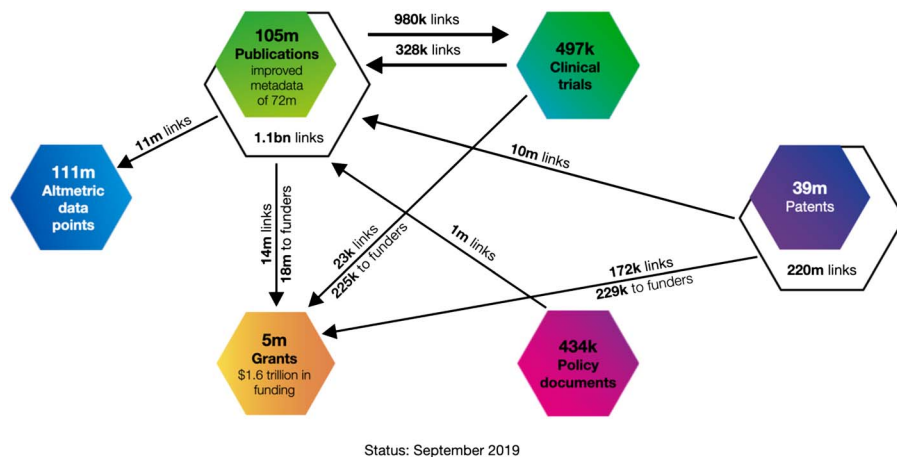 105m
Publications
improved
metadata
of 72m
1.1bn links
980k links
328k links
497k
Clinical
trials
11m links
111m
Altmetric
data
points
14m links
18m to funders
23k links
225k to funders
10m links
1m links
39m
Patents
220m links
172k links
229k to funders
5m
Grants
$1.6 trillion in
funding
434k
Policy
documents
Status: September 2019